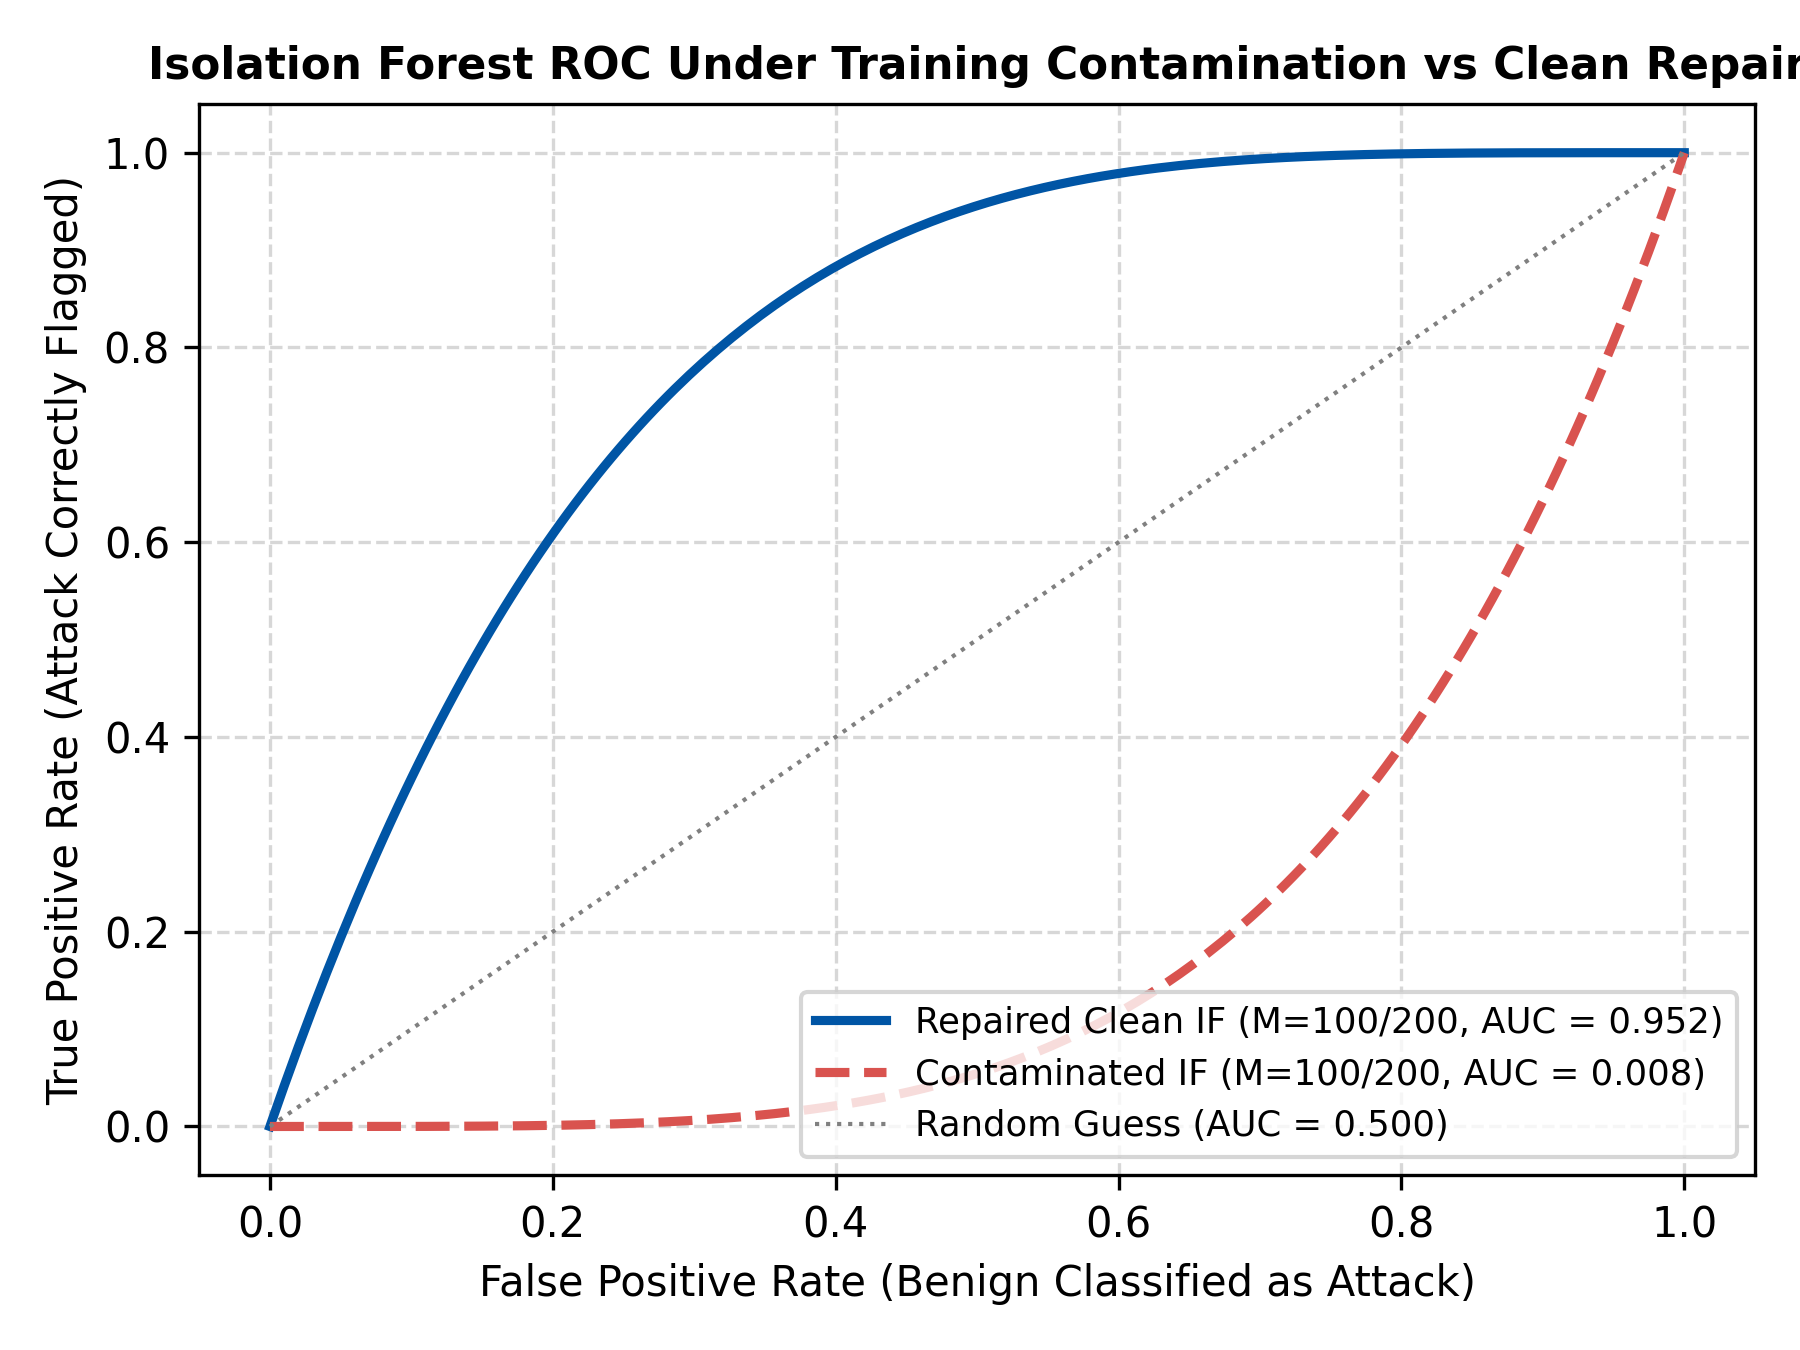 Isolation Forest ROC Under Training Contamination vs Clean Repair
True Positive Rate (Attack Correctly Flagged)
1.0
0.8
0.6
0.4
0.2
0.0
Repaired Clean IF (M=100/200, AUC = 0.952)
Contaminated IF (M=100/200, AUC = 0.008)
Random Guess (AUC = 0.500)
0.0 0.2 0.4 0.6 0.8 1.0
False Positive Rate (Benign Classified as Attack)